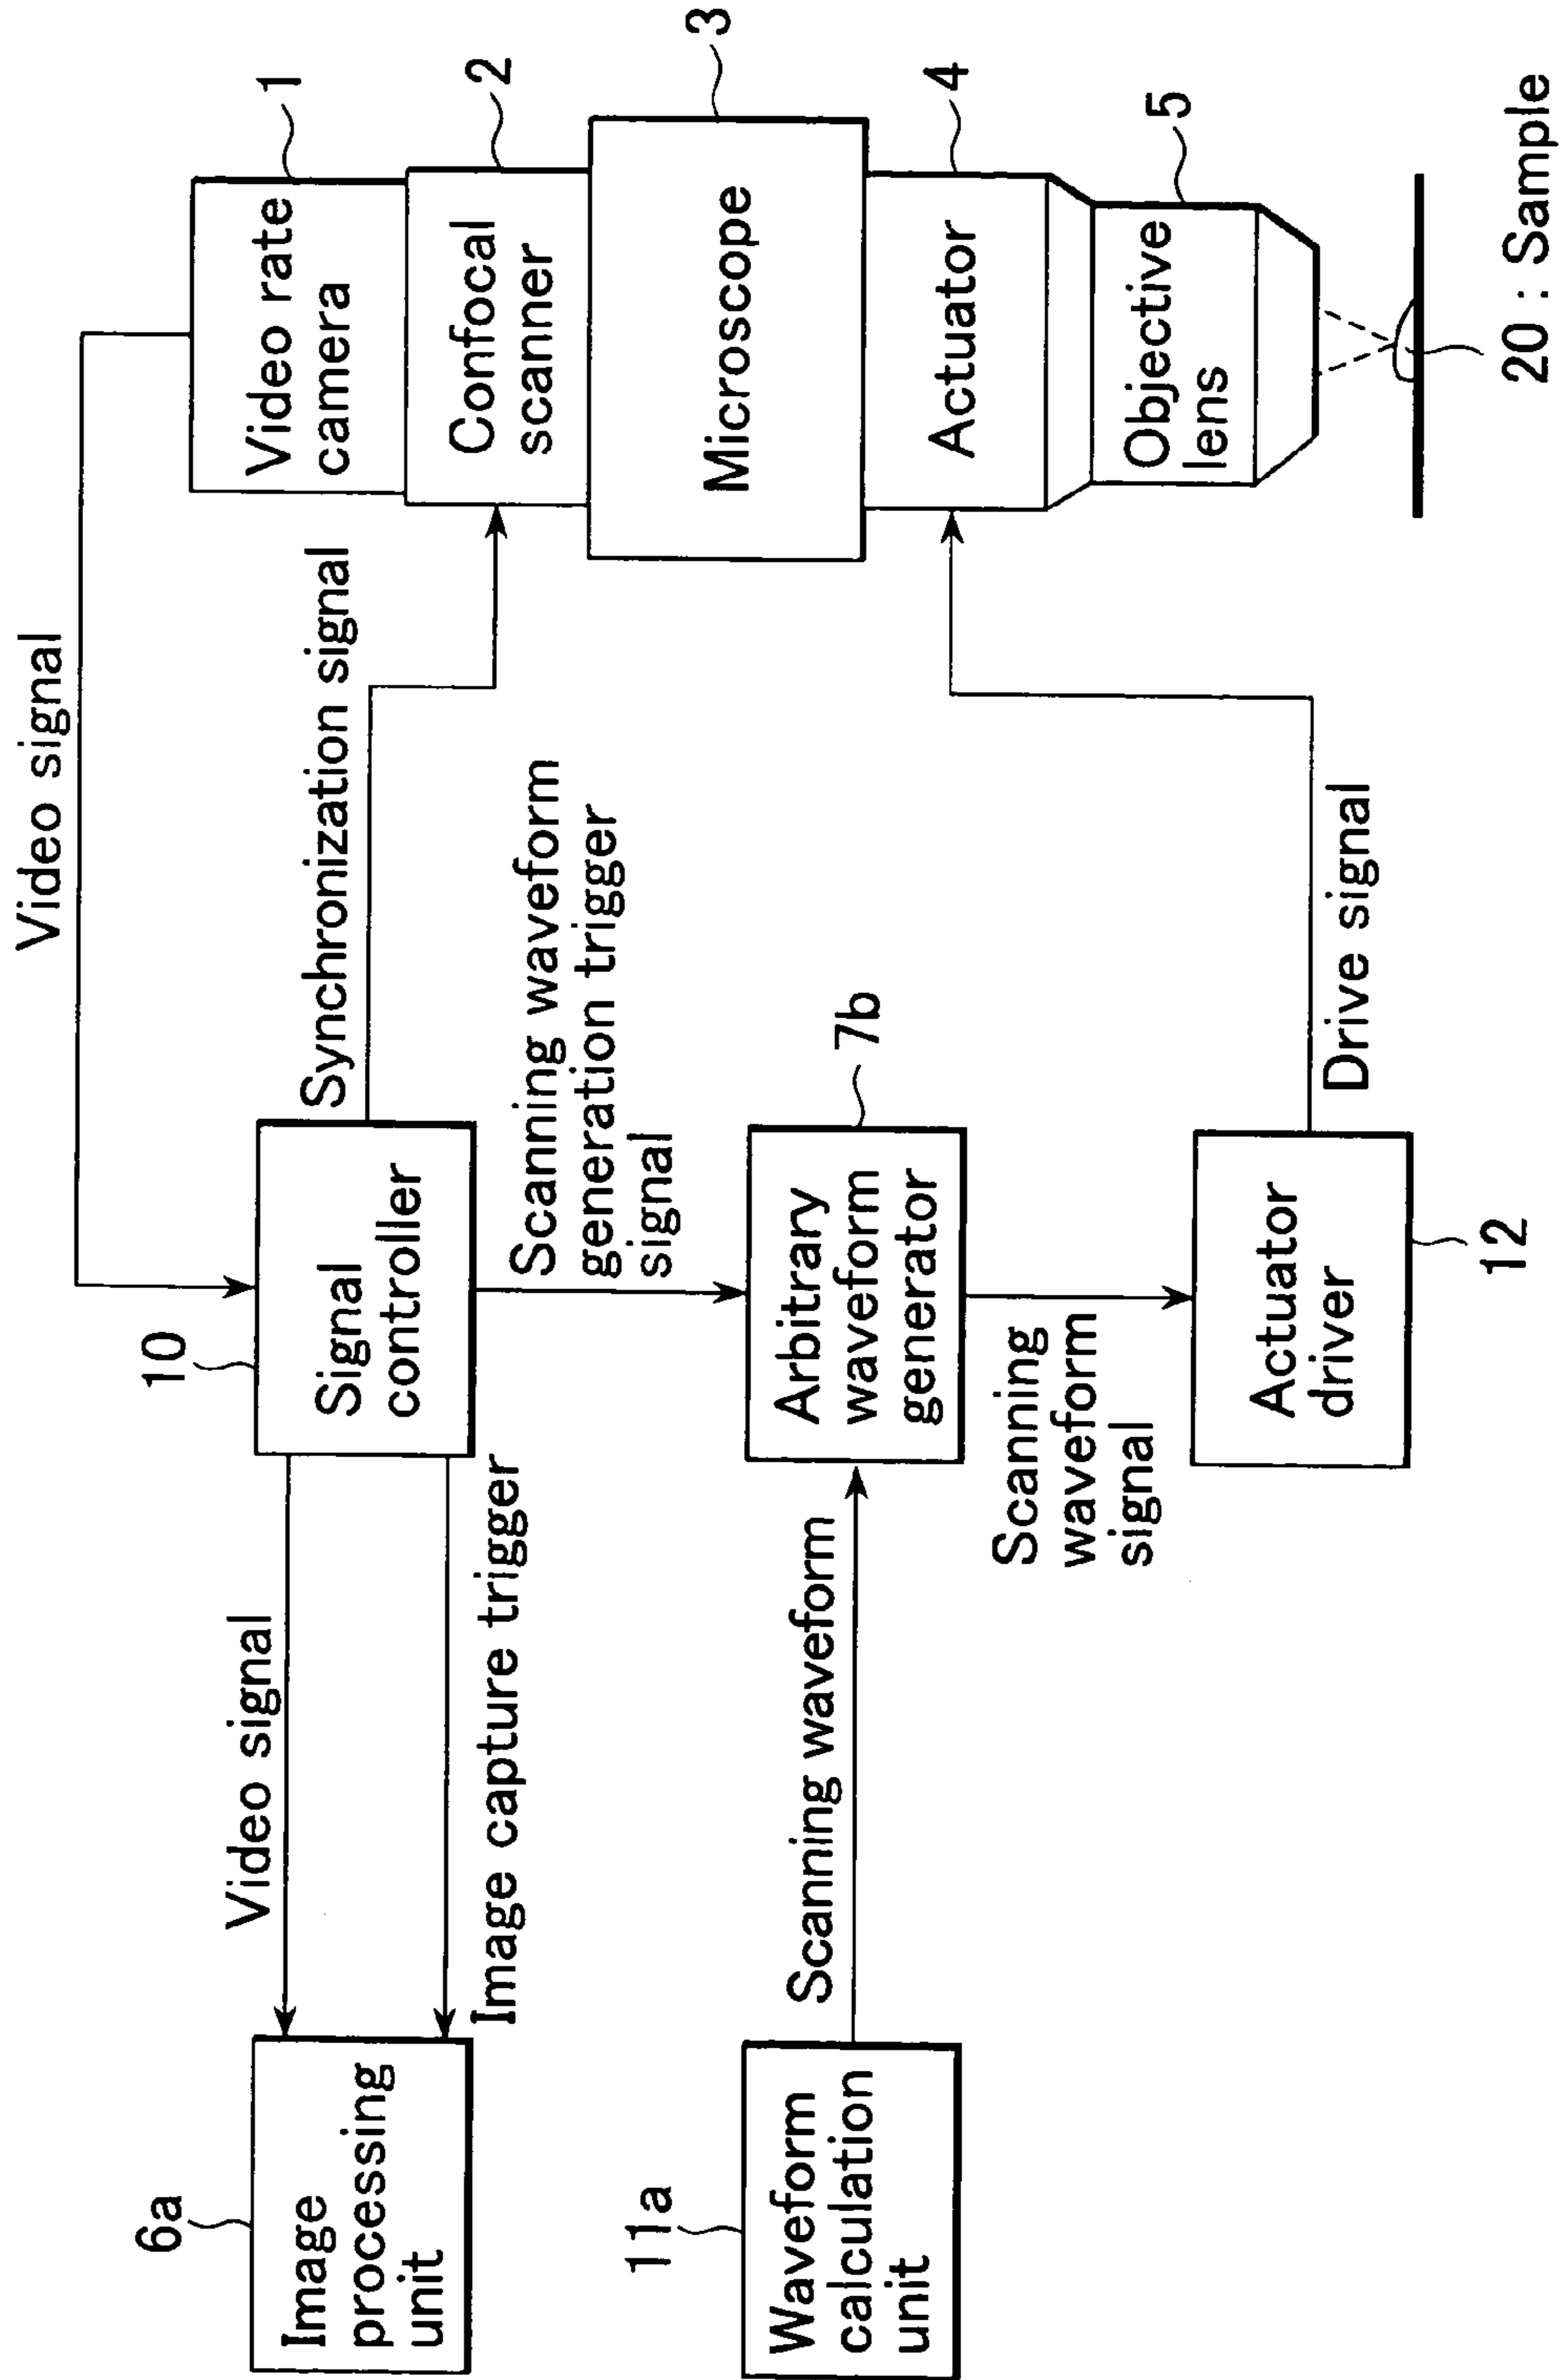 Video signal
1
Video rate
camera
2
Confocal
scanner
3
Microscope
4
Actuator
5
Objective
lens
20 : Sample
Synchronization signal
10
Signal
controller
Video signal
Image capture trigger
6a
Image
processing
unit
Scanning waveform
generation trigger
signal
7b
Arbitrary
waveform
generator
Scanning waveform
11a
Waveform
calculation
unit
Scanning
waveform
signal
Actuator
driver
12
Drive signal